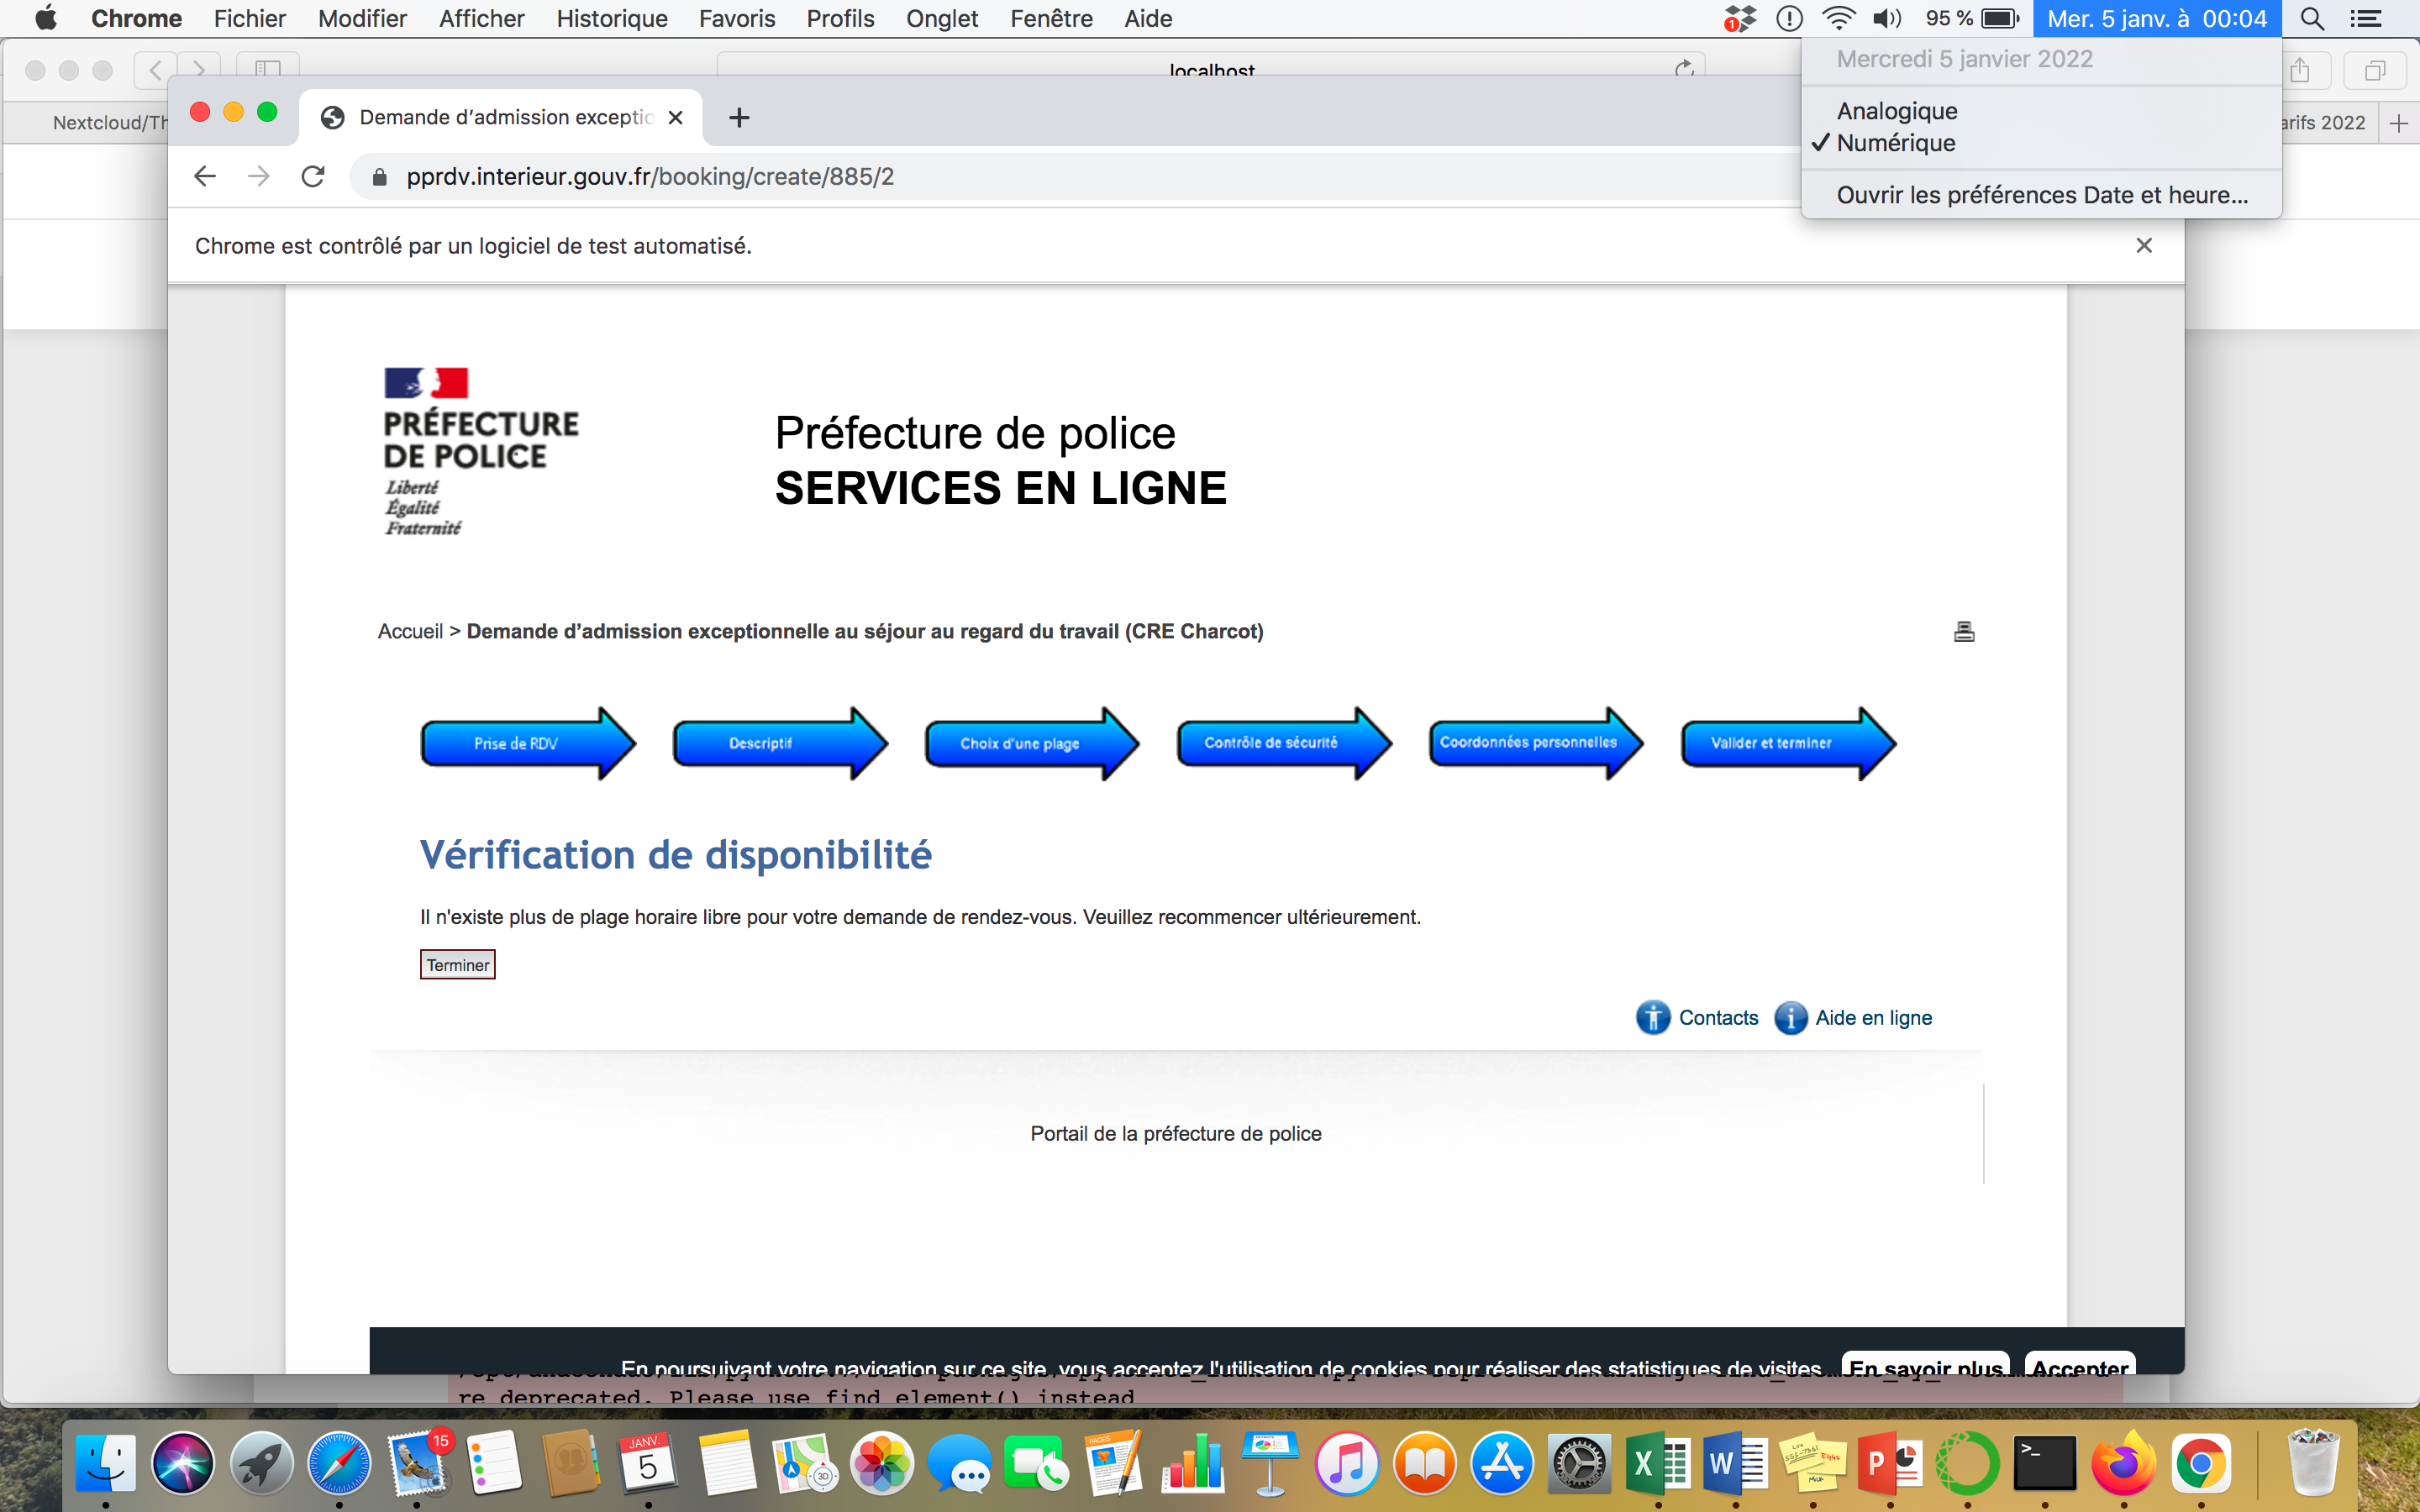 Chrome Fichier Modifier Afficher Historique Favoris Profils Onglet Fenêtre Aide 1 95 % Mer. 5 janv. à 00:04
localhost
Mercredi 5 janvier 2022
Analogique
✓ Numérique
Ouvrir les préférences Date et heure...
Nextcloud/Th
Demande d’admission exceptio
arifs 2022
pprdv.interieur.gouv.fr/booking/create/885/2
Chrome est contrôlé par un logiciel de test automatisé.
PRÉFECTURE
DE POLICE
Liberté
Égalité
Fraternité
Préfecture de police
SERVICES EN LIGNE
Accueil > Demande d’admission exceptionnelle au séjour au regard du travail (CRE Charcot)
Prise de RDV
Descriptif
Choix d'une plage
Contrôle de sécurité
Coordonnées personnelles
Valider et terminer
Vérification de disponibilité
Il n'existe plus de plage horaire libre pour votre demande de rendez-vous. Veuillez recommencer ultérieurement.
Terminer
Contacts
Aide en ligne
Portail de la préfecture de police
En poursuivant votre navigation sur ce site, vous acceptez l'utilisation de cookies pour réaliser des statistiques de visites. En savoir plus Accepter
re deprecated. Please use find_element() instead
15
JANV.
5
3D
PAGES
X
W
EGGS
MILK
P
>_